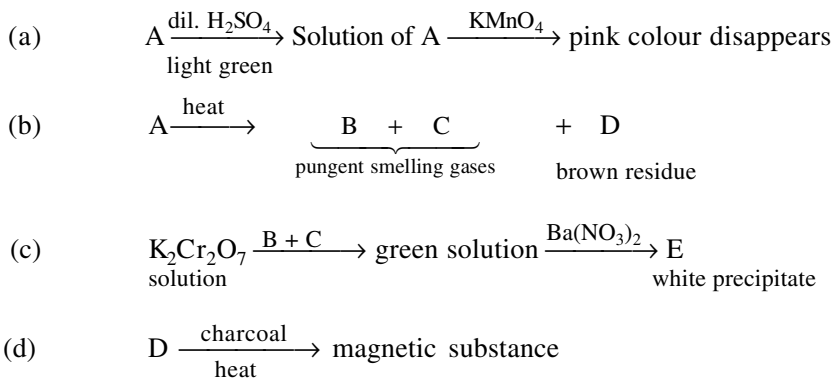 (a) A dil. H₂SO₄ → Solution of A KMnO₄ → pink colour disappears
light green
(b) A heat → B + C + D
pungent smelling gases brown residue
(c) K₂Cr₂O₇ B + C → green solution Ba(NO₃)₂ → E
solution white precipitate
(d) D charcoal → magnetic substance
heat